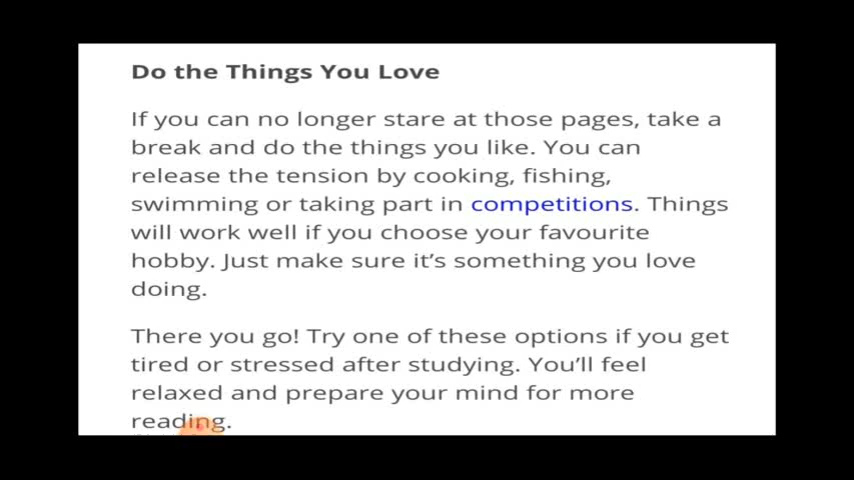 Do the Things You Love
If you can no longer stare at those pages, take a
break and do the things you like. You can
release the tension by cooking, fishing,
swimming or taking part in competitions. Things
will work well if you choose your favourite
hobby. Just make sure it’s something you love
doing.
There you go! Try one of these options if you get
tired or stressed after studying. You’ll feel
relaxed and prepare your mind for more
reading.